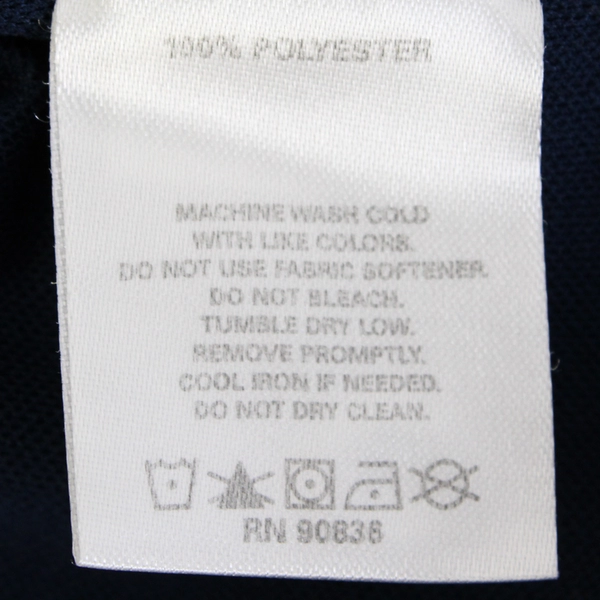 100% POLYESTER
MACHINE WASH COLD
WITH LIKE COLORS.
DO NOT USE FABRIC SOFTENER.
DO NOT BLEACH.
TUMBLE DRY LOW.
REMOVE PROMPTLY.
COOL IRON IF NEEDED.
DO NOT DRY CLEAN.
RN 90836